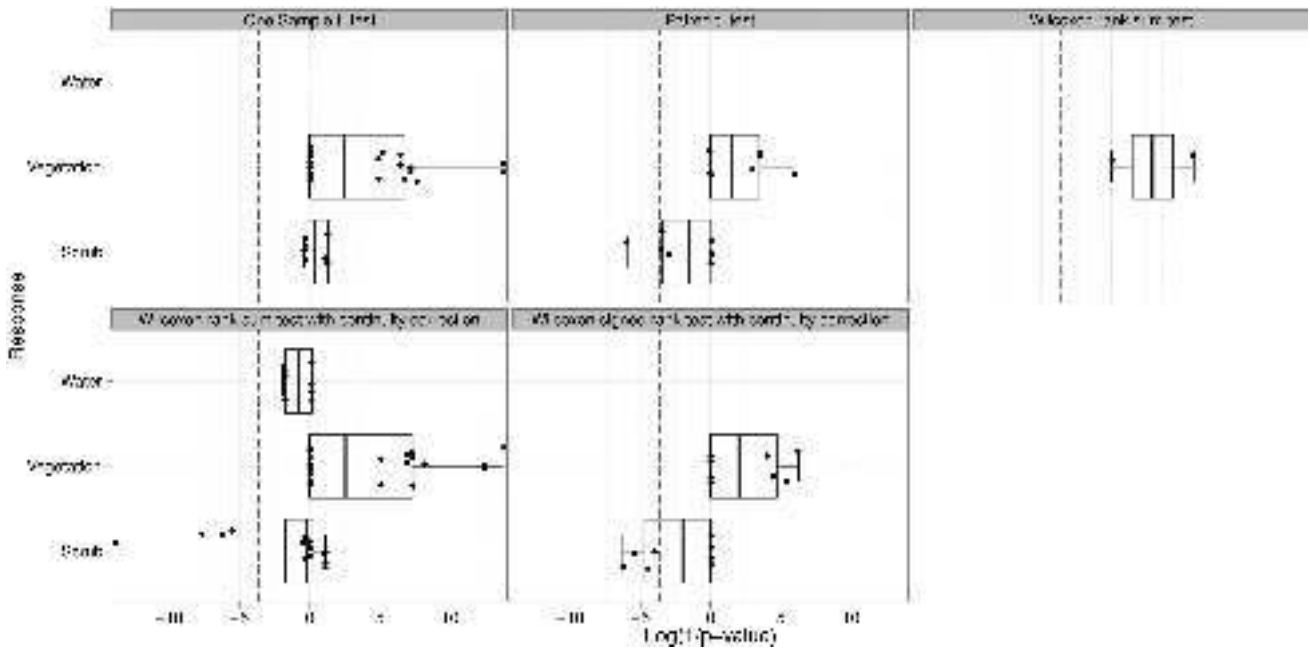 One Sample t-test
Paired t-test
Wilcoxon rank sum test
Water
Vegetation
Scrub
Response
Wilcoxon rank sum test with continuity correction
Wilcoxon signed rank test with continuity correction
Water
Vegetation
Scrub
−10 −5 0 5 10
−10 −5 0 5 10
Log(1/p−value)